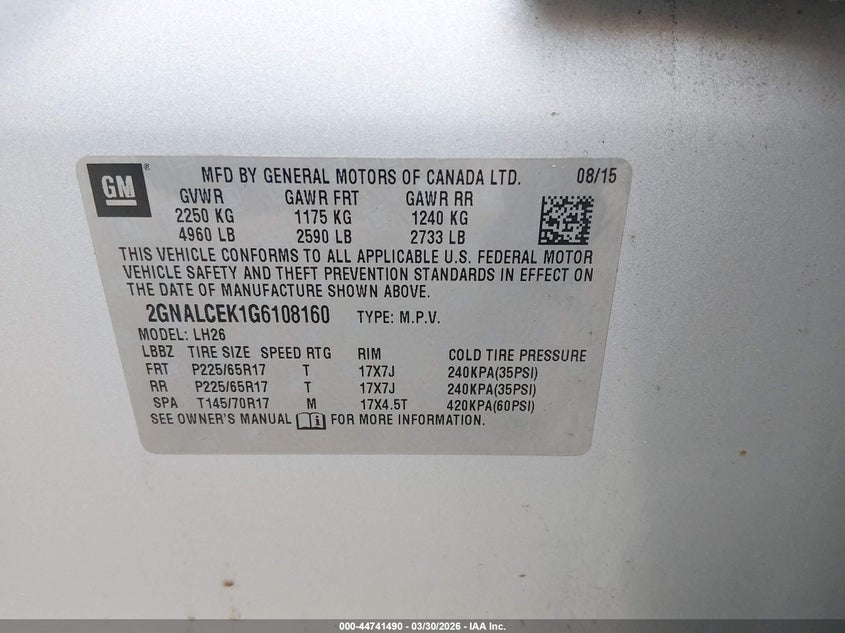 GM ® MFD BY GENERAL MOTORS OF CANADA LTD. 08/15
GVWR GAWR FRT GAWR RR
2250 KG 1175 KG 1240 KG
4960 LB 2590 LB 2733 LB
THIS VEHICLE CONFORMS TO ALL APPLICABLE U.S. FEDERAL MOTOR
VEHICLE SAFETY AND THEFT PREVENTION STANDARDS IN EFFECT ON
THE DATE OF MANUFACTURE SHOWN ABOVE.
2GNALCEK1G6108160 TYPE: M.P.V.
MODEL: LH26
LBBZ TIRE SIZE SPEED RTG RIM COLD TIRE PRESSURE
FRT P225/65R17 T 17X7J 240KPA(35PSI)
RR P225/65R17 T 17X7J 240KPA(35PSI)
SPA T145/70R17 M 17X4.5T 420KPA(60PSI)
SEE OWNER'S MANUAL FOR MORE INFORMATION.
000-44741490 - 03/30/2026 - IAA Inc.